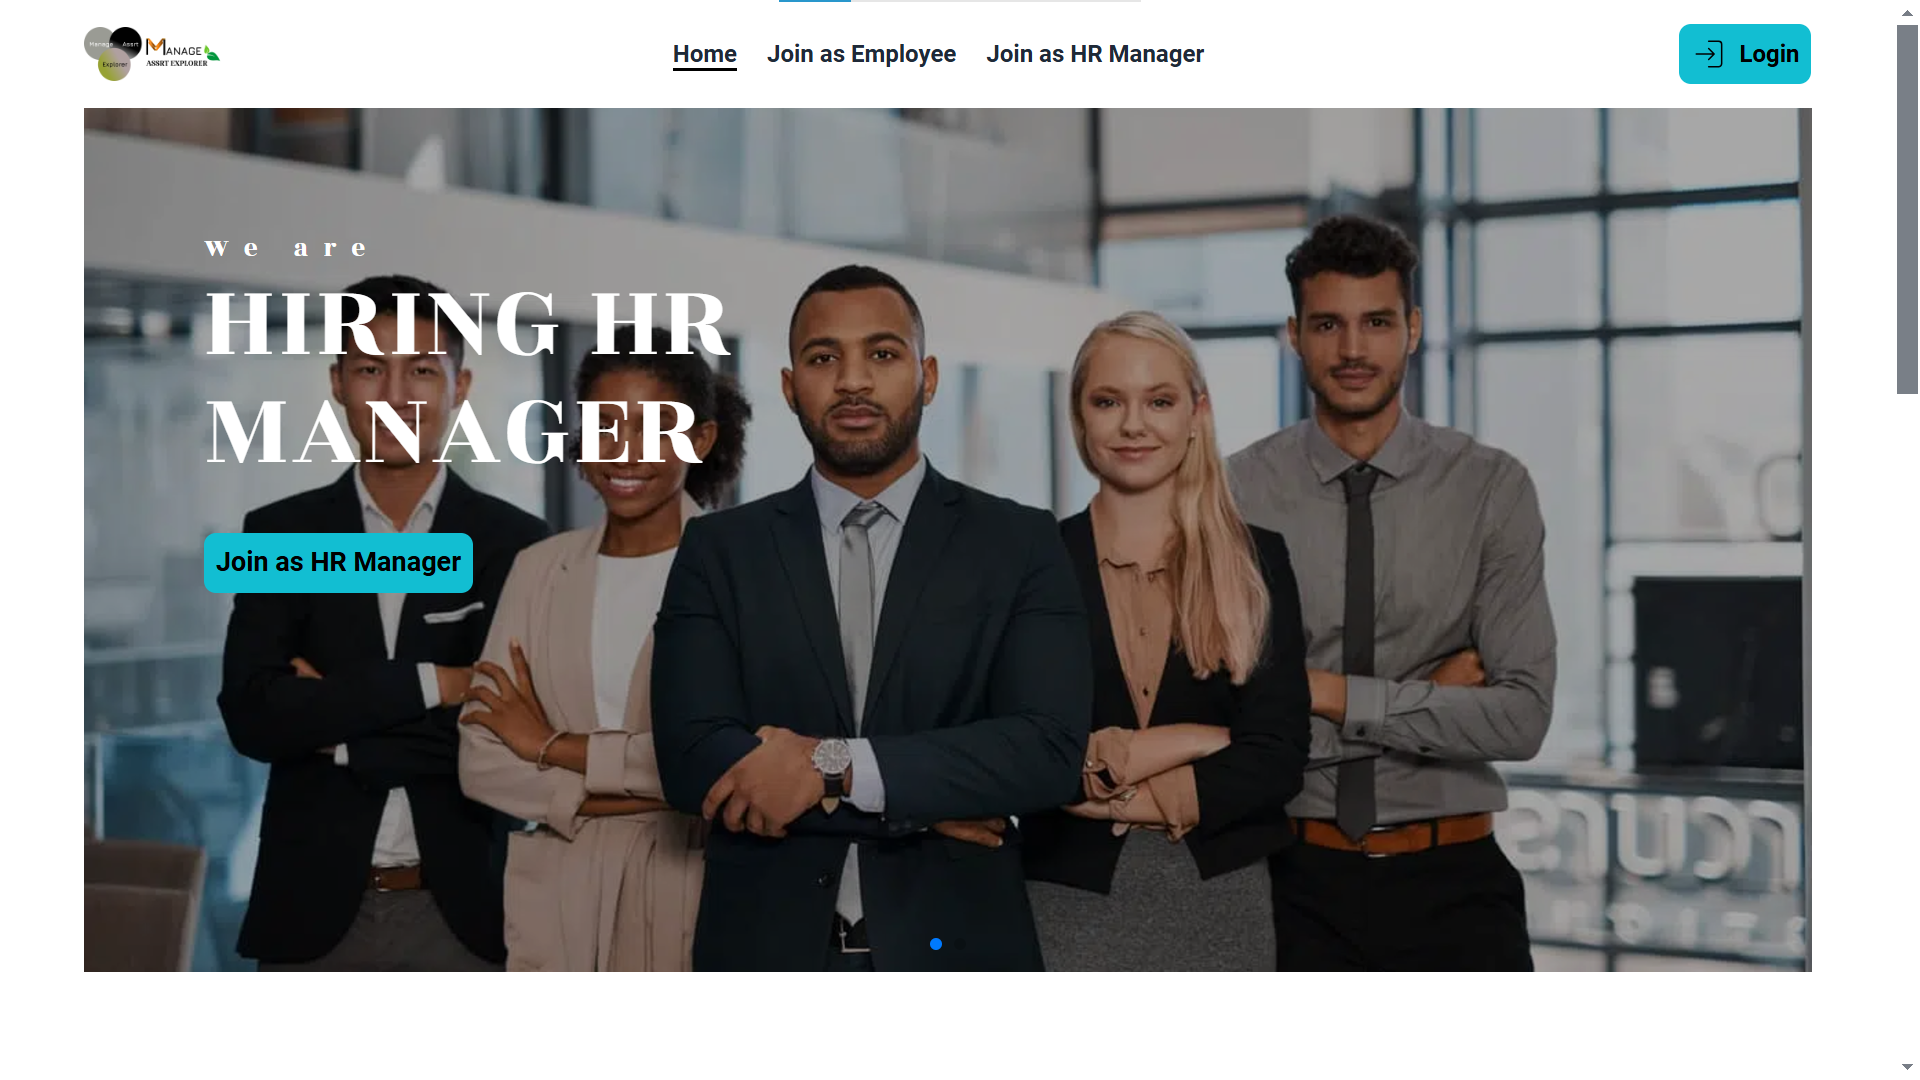 Manage Assrt
Explorer
MANAGE
ASSRT EXPLORER
Home
Join as Employee
Join as HR Manager
Login
We are
HIRING HR
MANAGER
Join as HR Manager